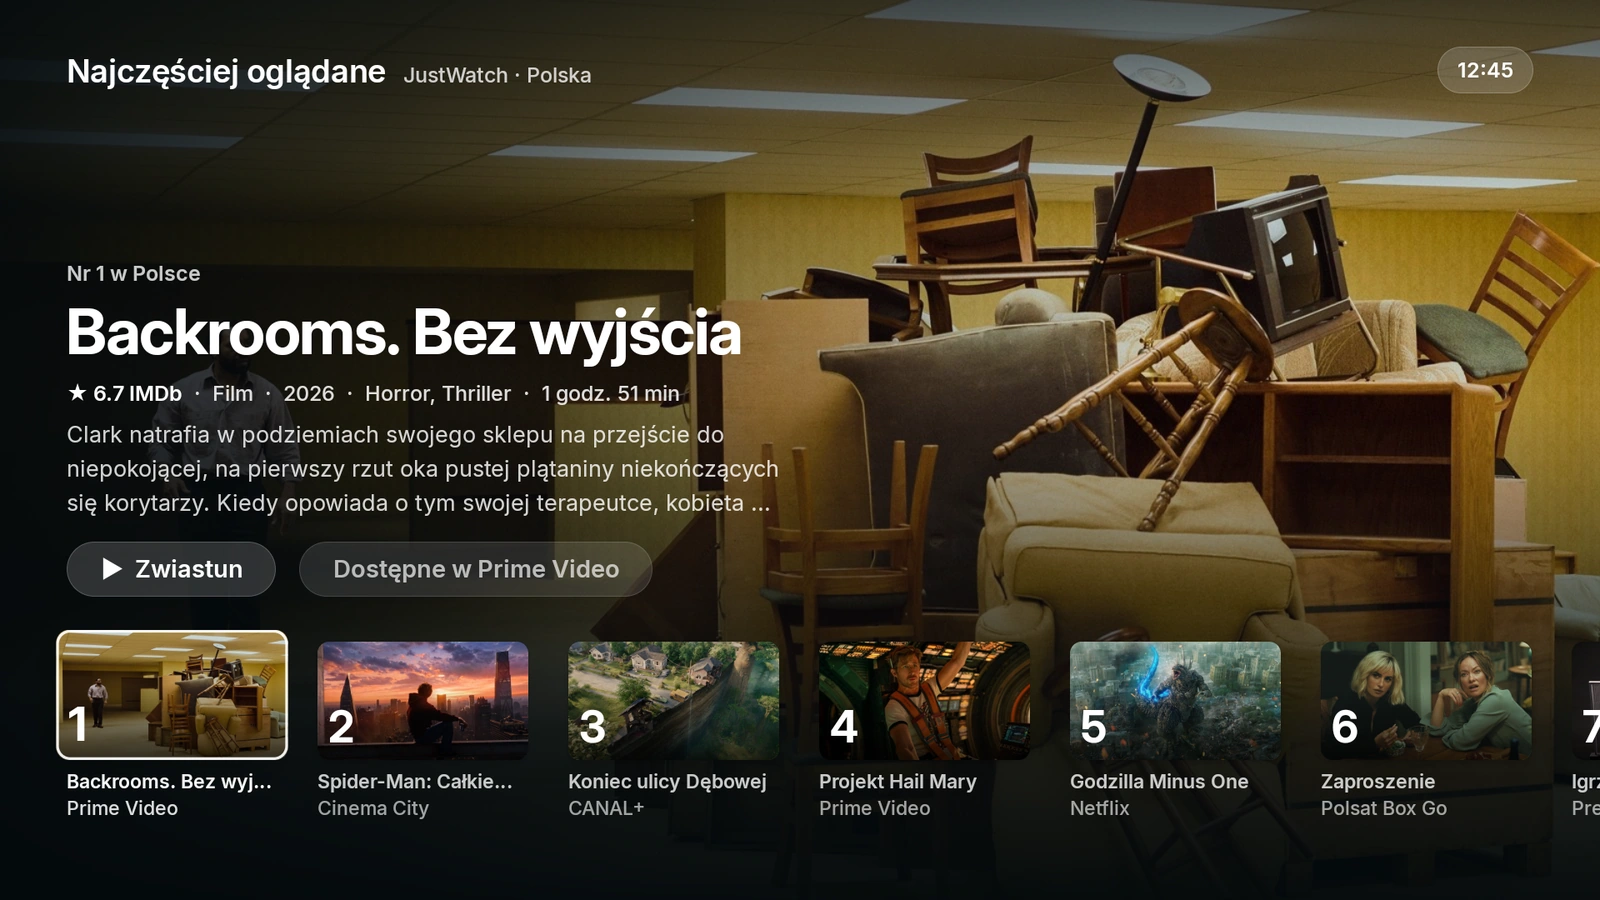 Najczęściej oglądane JustWatch · Polska
12:45
Nr 1 w Polsce
Backrooms. Bez wyjścia
★ 6.7 IMDb · Film · 2026 · Horror, Thriller · 1 godz. 51 min
Clark natrafia w podziemiach swojego sklepu na przejście do
niepokojącej, na pierwszy rzut oka pustej plątaniny niekończących
się korytarzy. Kiedy opowiada o tym swojej terapeutce, kobieta ...
▶ Zwiastun
Dostępne w Prime Video
1
Backrooms. Bez wyj...
Prime Video
2
Spider-Man: Całkie...
Cinema City
3
Koniec ulicy Dębowej
CANAL+
4
Projekt Hail Mary
Prime Video
5
Godzilla Minus One
Netflix
6
Zaproszenie
Polsat Box Go
7
Igrz
Pre